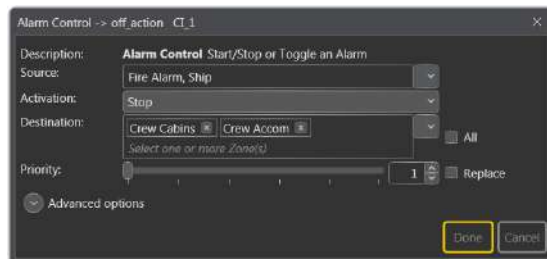 Alarm Control -> off_action CI_1
Description: Alarm Control Start/Stop or Toggle an Alarm
Source: Fire Alarm, Ship
Activation: Stop
Destination: Crew Cabins Crew Accom
Select one or more Zone(s)
All
Priority: 1 Replace
Advanced options
Done Cancel